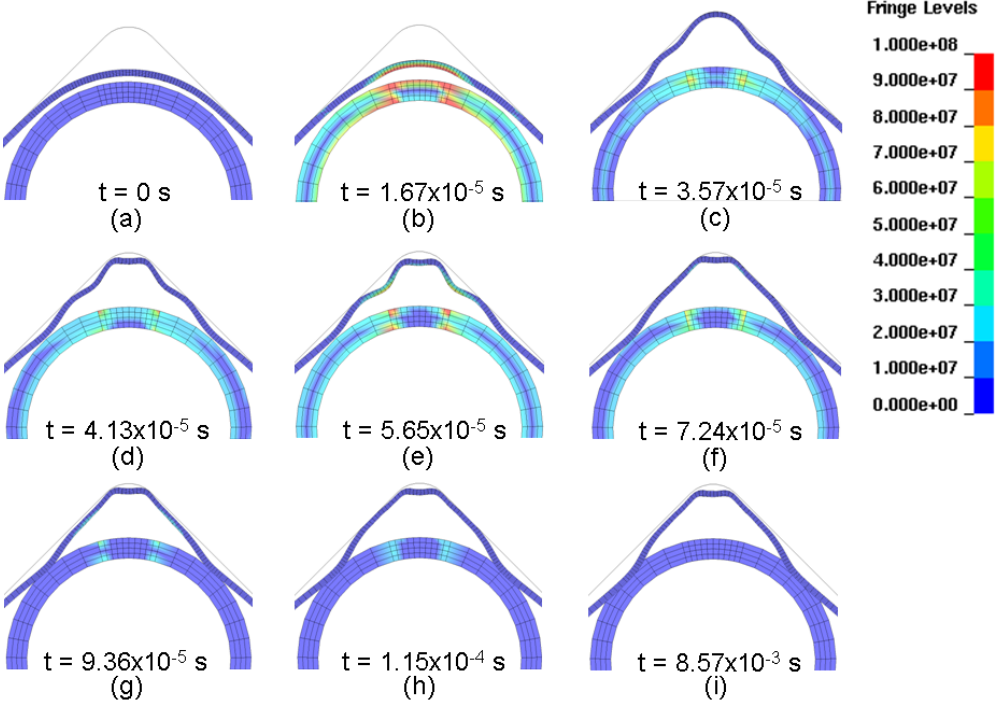 Fringe Levels
1.000e+08
9.000e+07
8.000e+07
7.000e+07
6.000e+07
5.000e+07
4.000e+07
3.000e+07
2.000e+07
1.000e+07
0.000e+00
t = 0 s
(a)
t = 1.67x10⁻⁵ s
(b)
t = 3.57x10⁻⁵ s
(c)
t = 4.13x10⁻⁵ s
(d)
t = 5.65x10⁻⁵ s
(e)
t = 7.24x10⁻⁵ s
(f)
t = 9.36x10⁻⁵ s
(g)
t = 1.15x10⁻⁴ s
(h)
t = 8.57x10⁻³ s
(i)